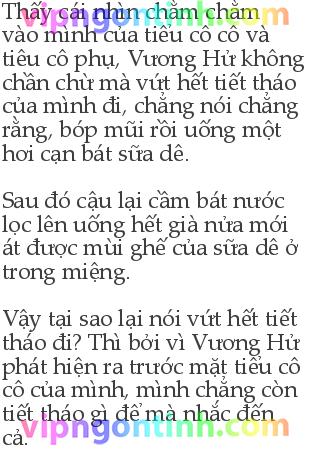 vipngontinh.com
Thấy cái nhìn chằm chằm
vào mình của tiểu cô cô và
tiêu cô phụ, Vương Hử không
chần chừ mà vứt hết tiết tháo
của mình đi, chẳng nói chẳng
rằng, bóp mũi rồi uống một
hơi cạn bát sữa dê.
Sau đó cậu lại cầm bát nước
lọc lên uống hết già nửa mới
át được mùi ghế của sữa dê ở
trong miệng.
Vậy tại sao lại nói vứt hết tiết
tháo đi? Thì bởi vì Vương Hử
phát hiện ra trước mặt tiểu cô
cô của mình, mình chẳng còn
tiết tháo gì để mà nhắc đến
cả.
vipngontinh.com